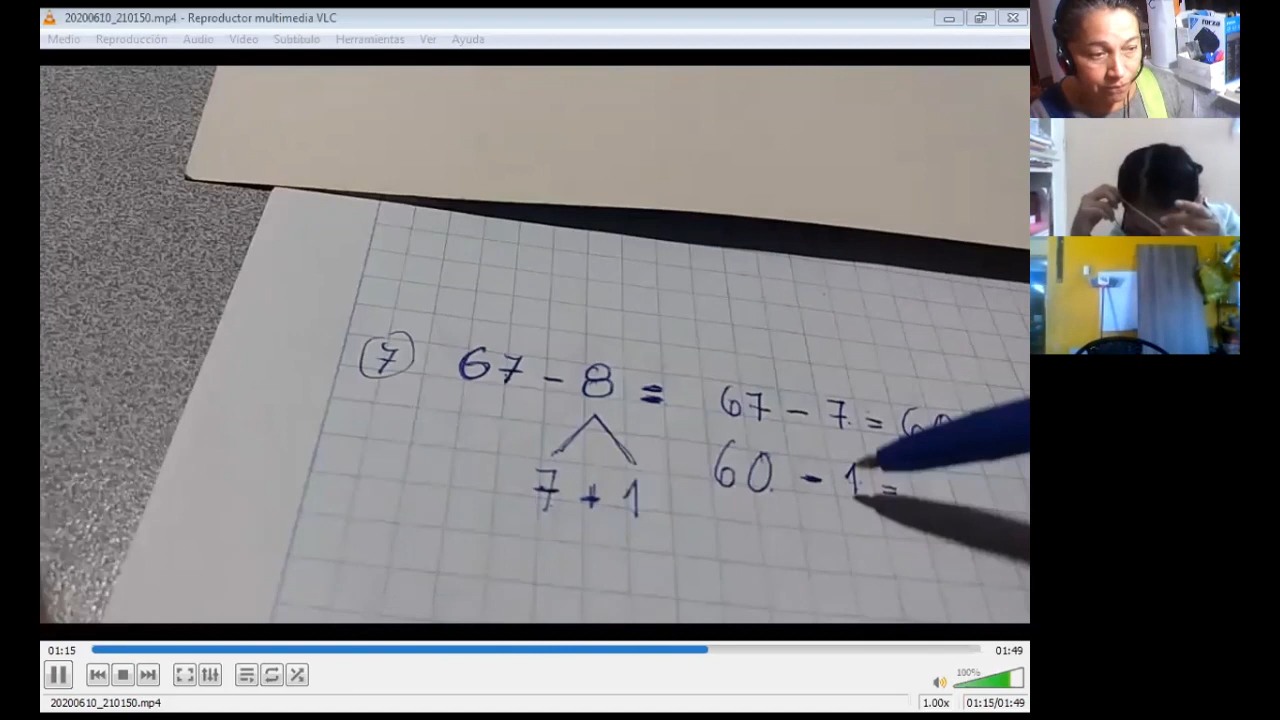 20200610_210150.mp4 - Reproductor multimedia VLC
Medio Reproducción Audio Video Subtítulo Herramientas Ver Ayuda
7 67 - 8 = 67 - 7 = 60
7 + 1 60 - 1 =
01:15 01:49
100%
20200610_210150.mp4 1.00x 01:15/01:49